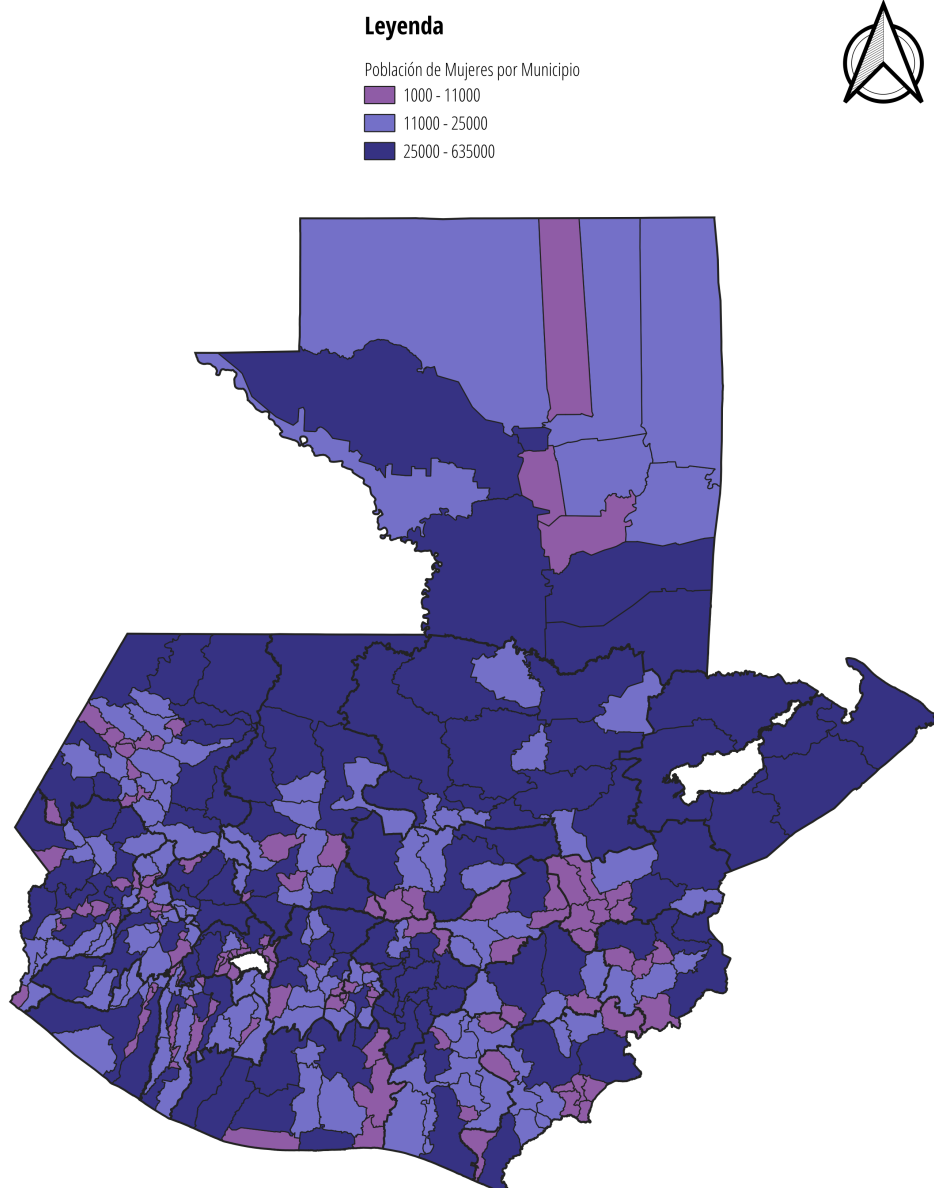 Leyenda
Población de Mujeres por Municipio
1000 - 11000
11000 - 25000
25000 - 635000